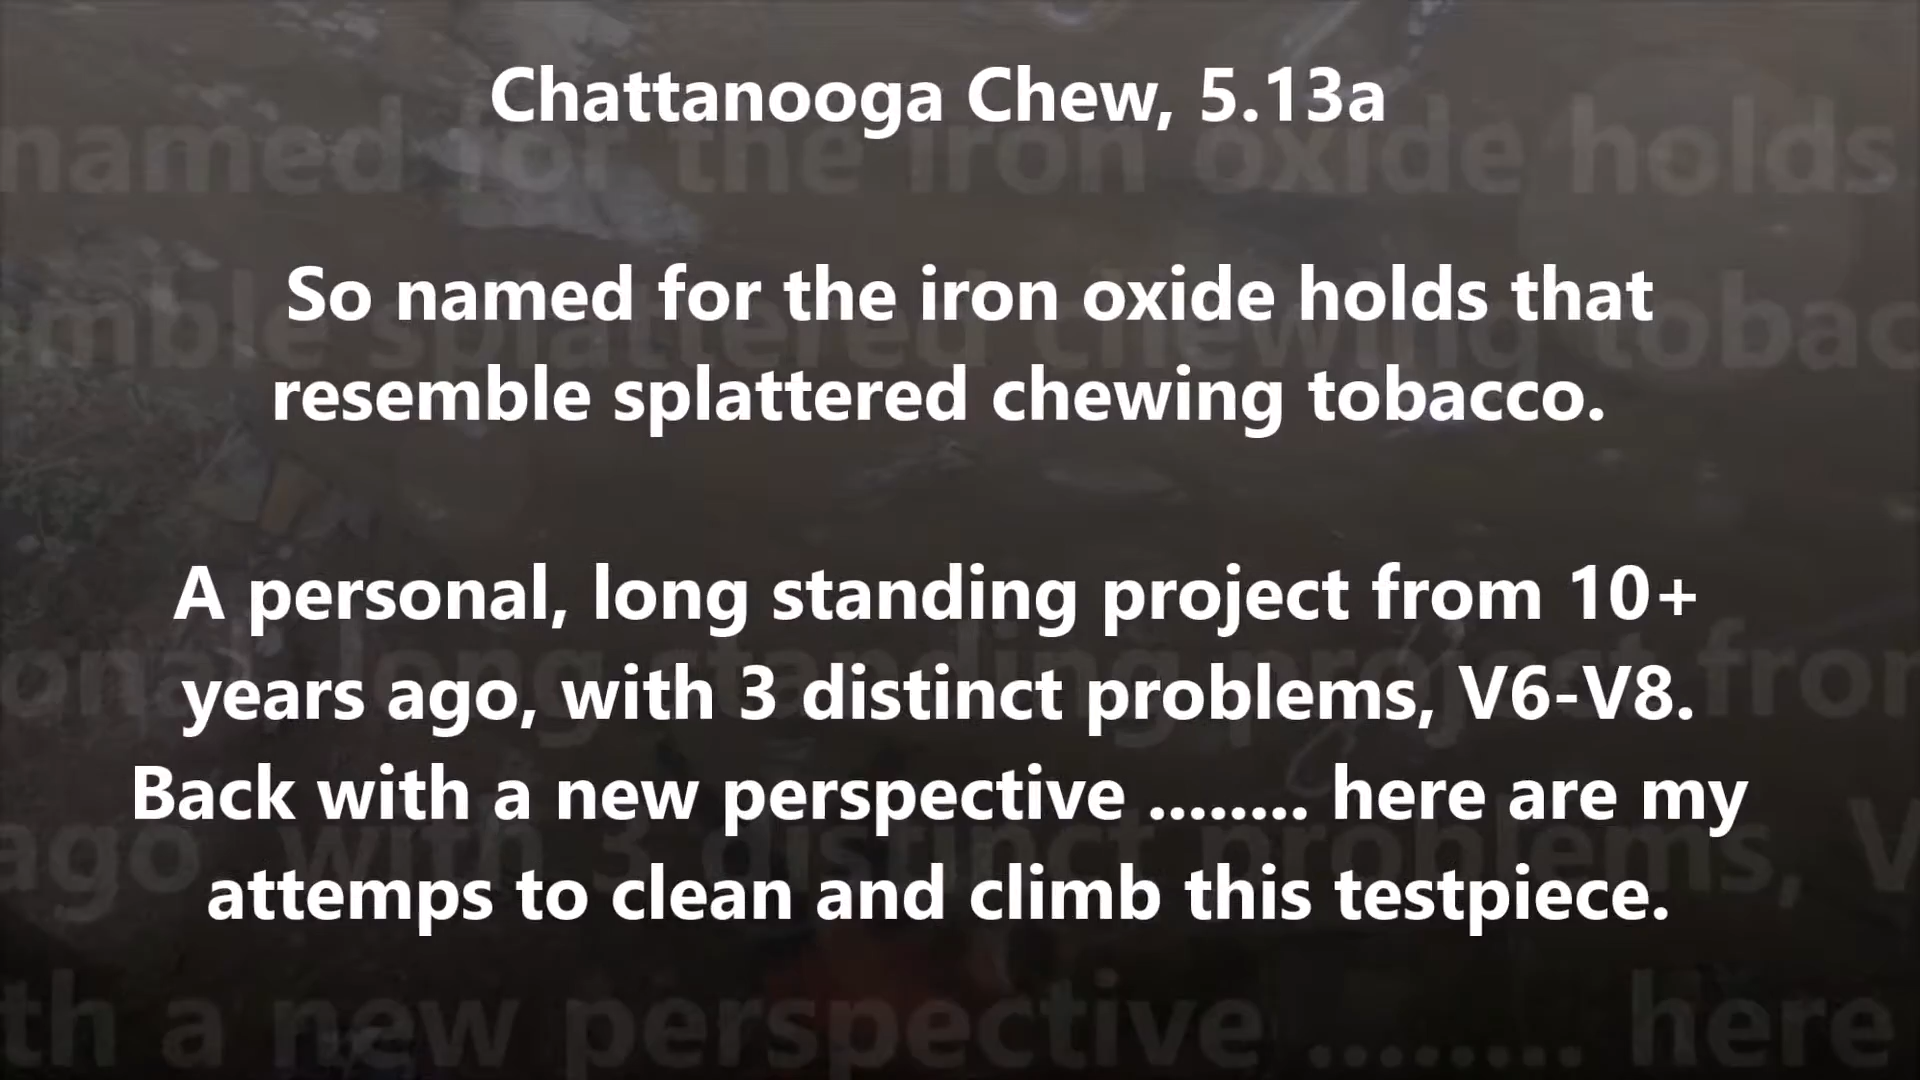 Chattanooga Chew, 5.13a
So named for the iron oxide holds that
resemble splattered chewing tobacco.
A personal, long standing project from 10+
years ago, with 3 distinct problems, V6-V8.
Back with a new perspective ........ here are my
attemps to clean and climb this testpiece.